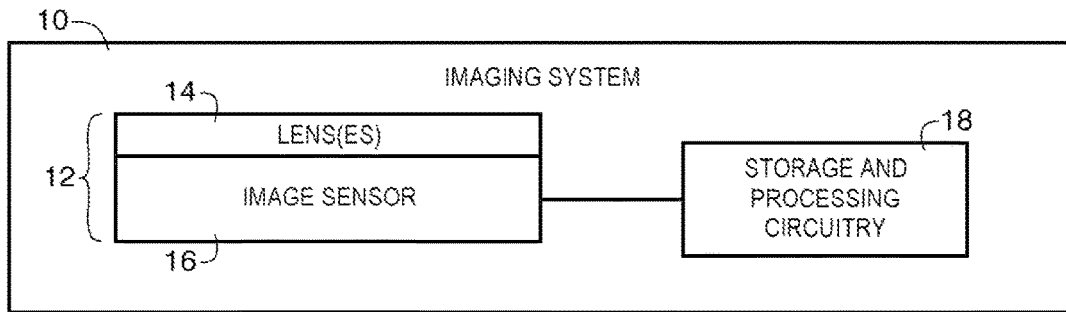 10
IMAGING SYSTEM
14
LENS(ES)
12
IMAGE SENSOR
16
18
STORAGE AND
PROCESSING
CIRCUITRY